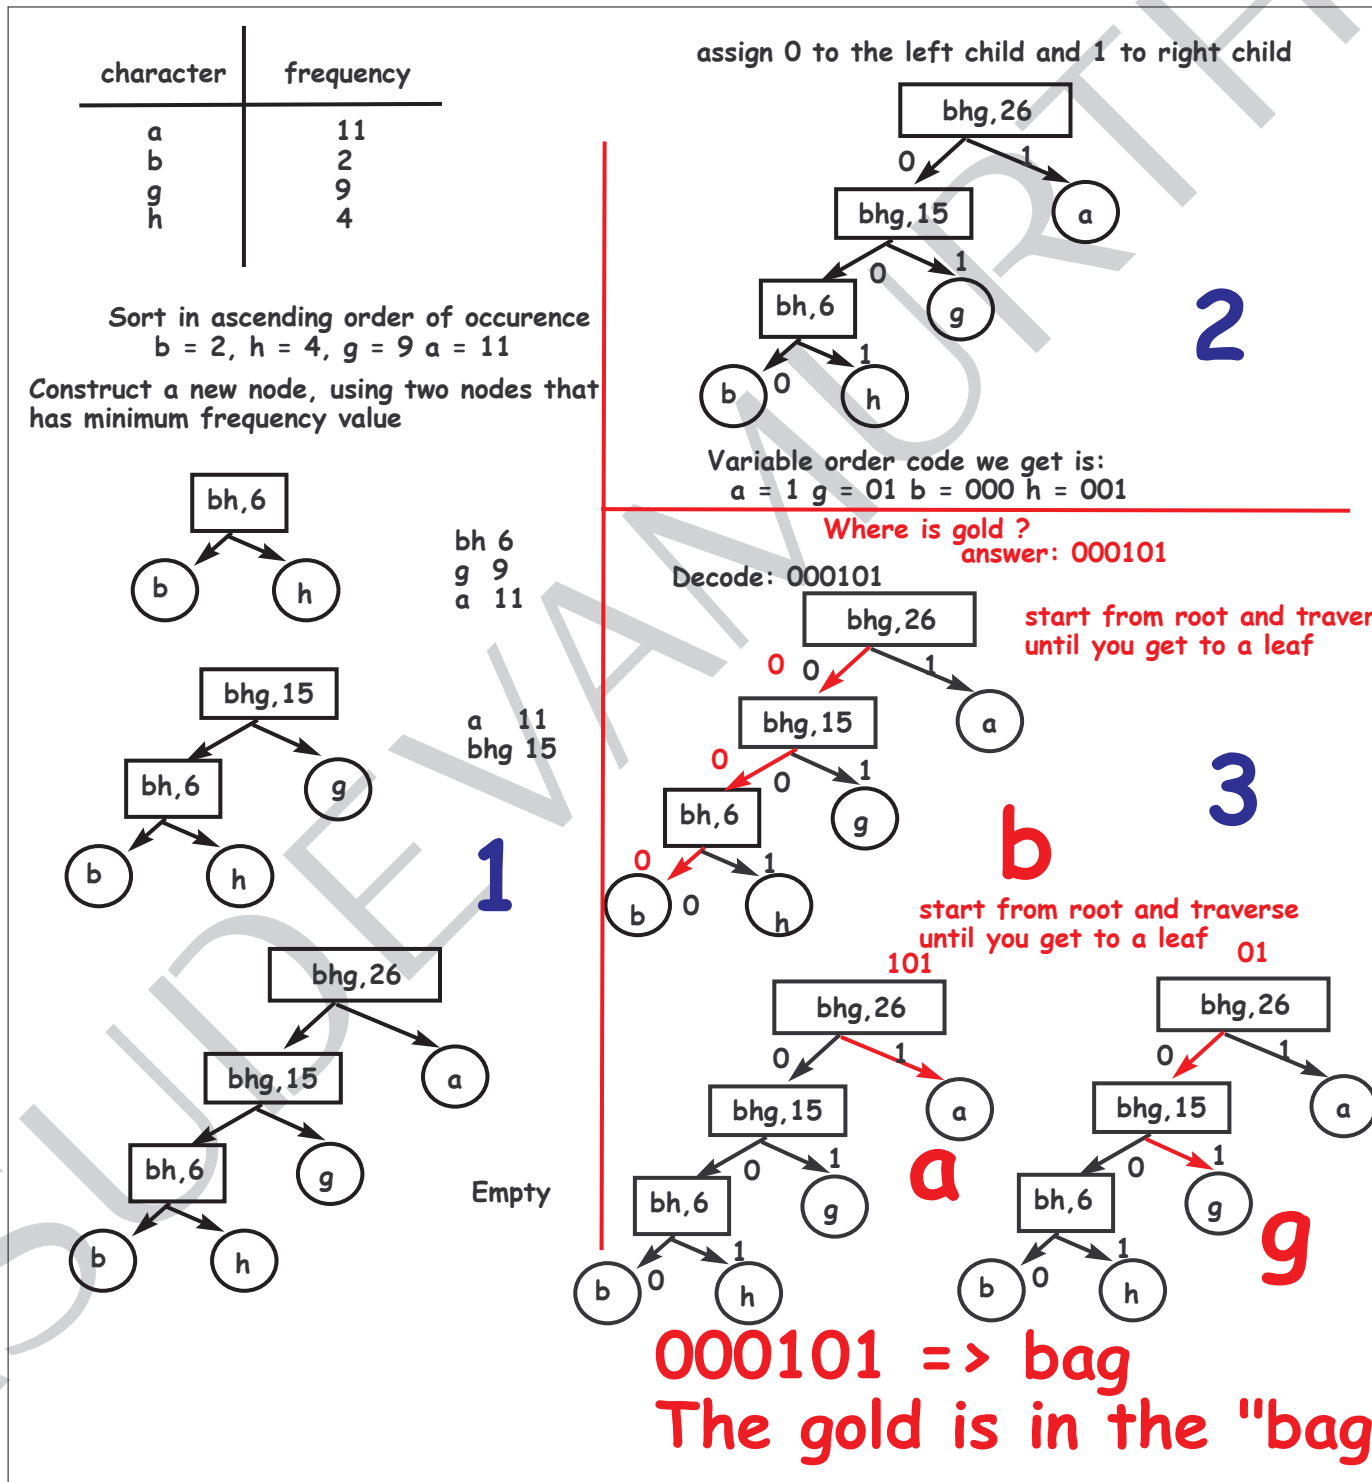 character frequency
a 11
b 2
g 9
h 4
Sort in ascending order of occurence
b = 2, h = 4, g = 9 a = 11
Construct a new node, using two nodes that
has minimum frequency value
bh,6
b
h
bh 6
g 9
a 11
bhg,15
bh,6
g
b
h
a 11
bhg 15
1
bhg,26
bhg,15
a
bh,6
g
b
h
Empty
assign 0 to the left child and 1 to right child
bhg,26
0 1
bhg,15
a
0 1
bh,6
g
0 1
b
h
2
Variable order code we get is:
a = 1 g = 01 b = 000 h = 001
Where is gold ?
answer: 000101
Decode: 000101
start from root and traver
until you get to a leaf
bhg,26
0 0 1
bhg,15
a
0 0 1
bh,6
g
0 0 1
b
h
b
3
start from root and traverse
until you get to a leaf
101
bhg,26
0 1
bhg,15
a
0 1
bh,6
g
0 1
b
h
a
01
bhg,26
0 1
bhg,15
a
0 1
bh,6
g
0 1
b
h
g
000101 => bag
The gold is in the "bag
SUDEVAMURTH